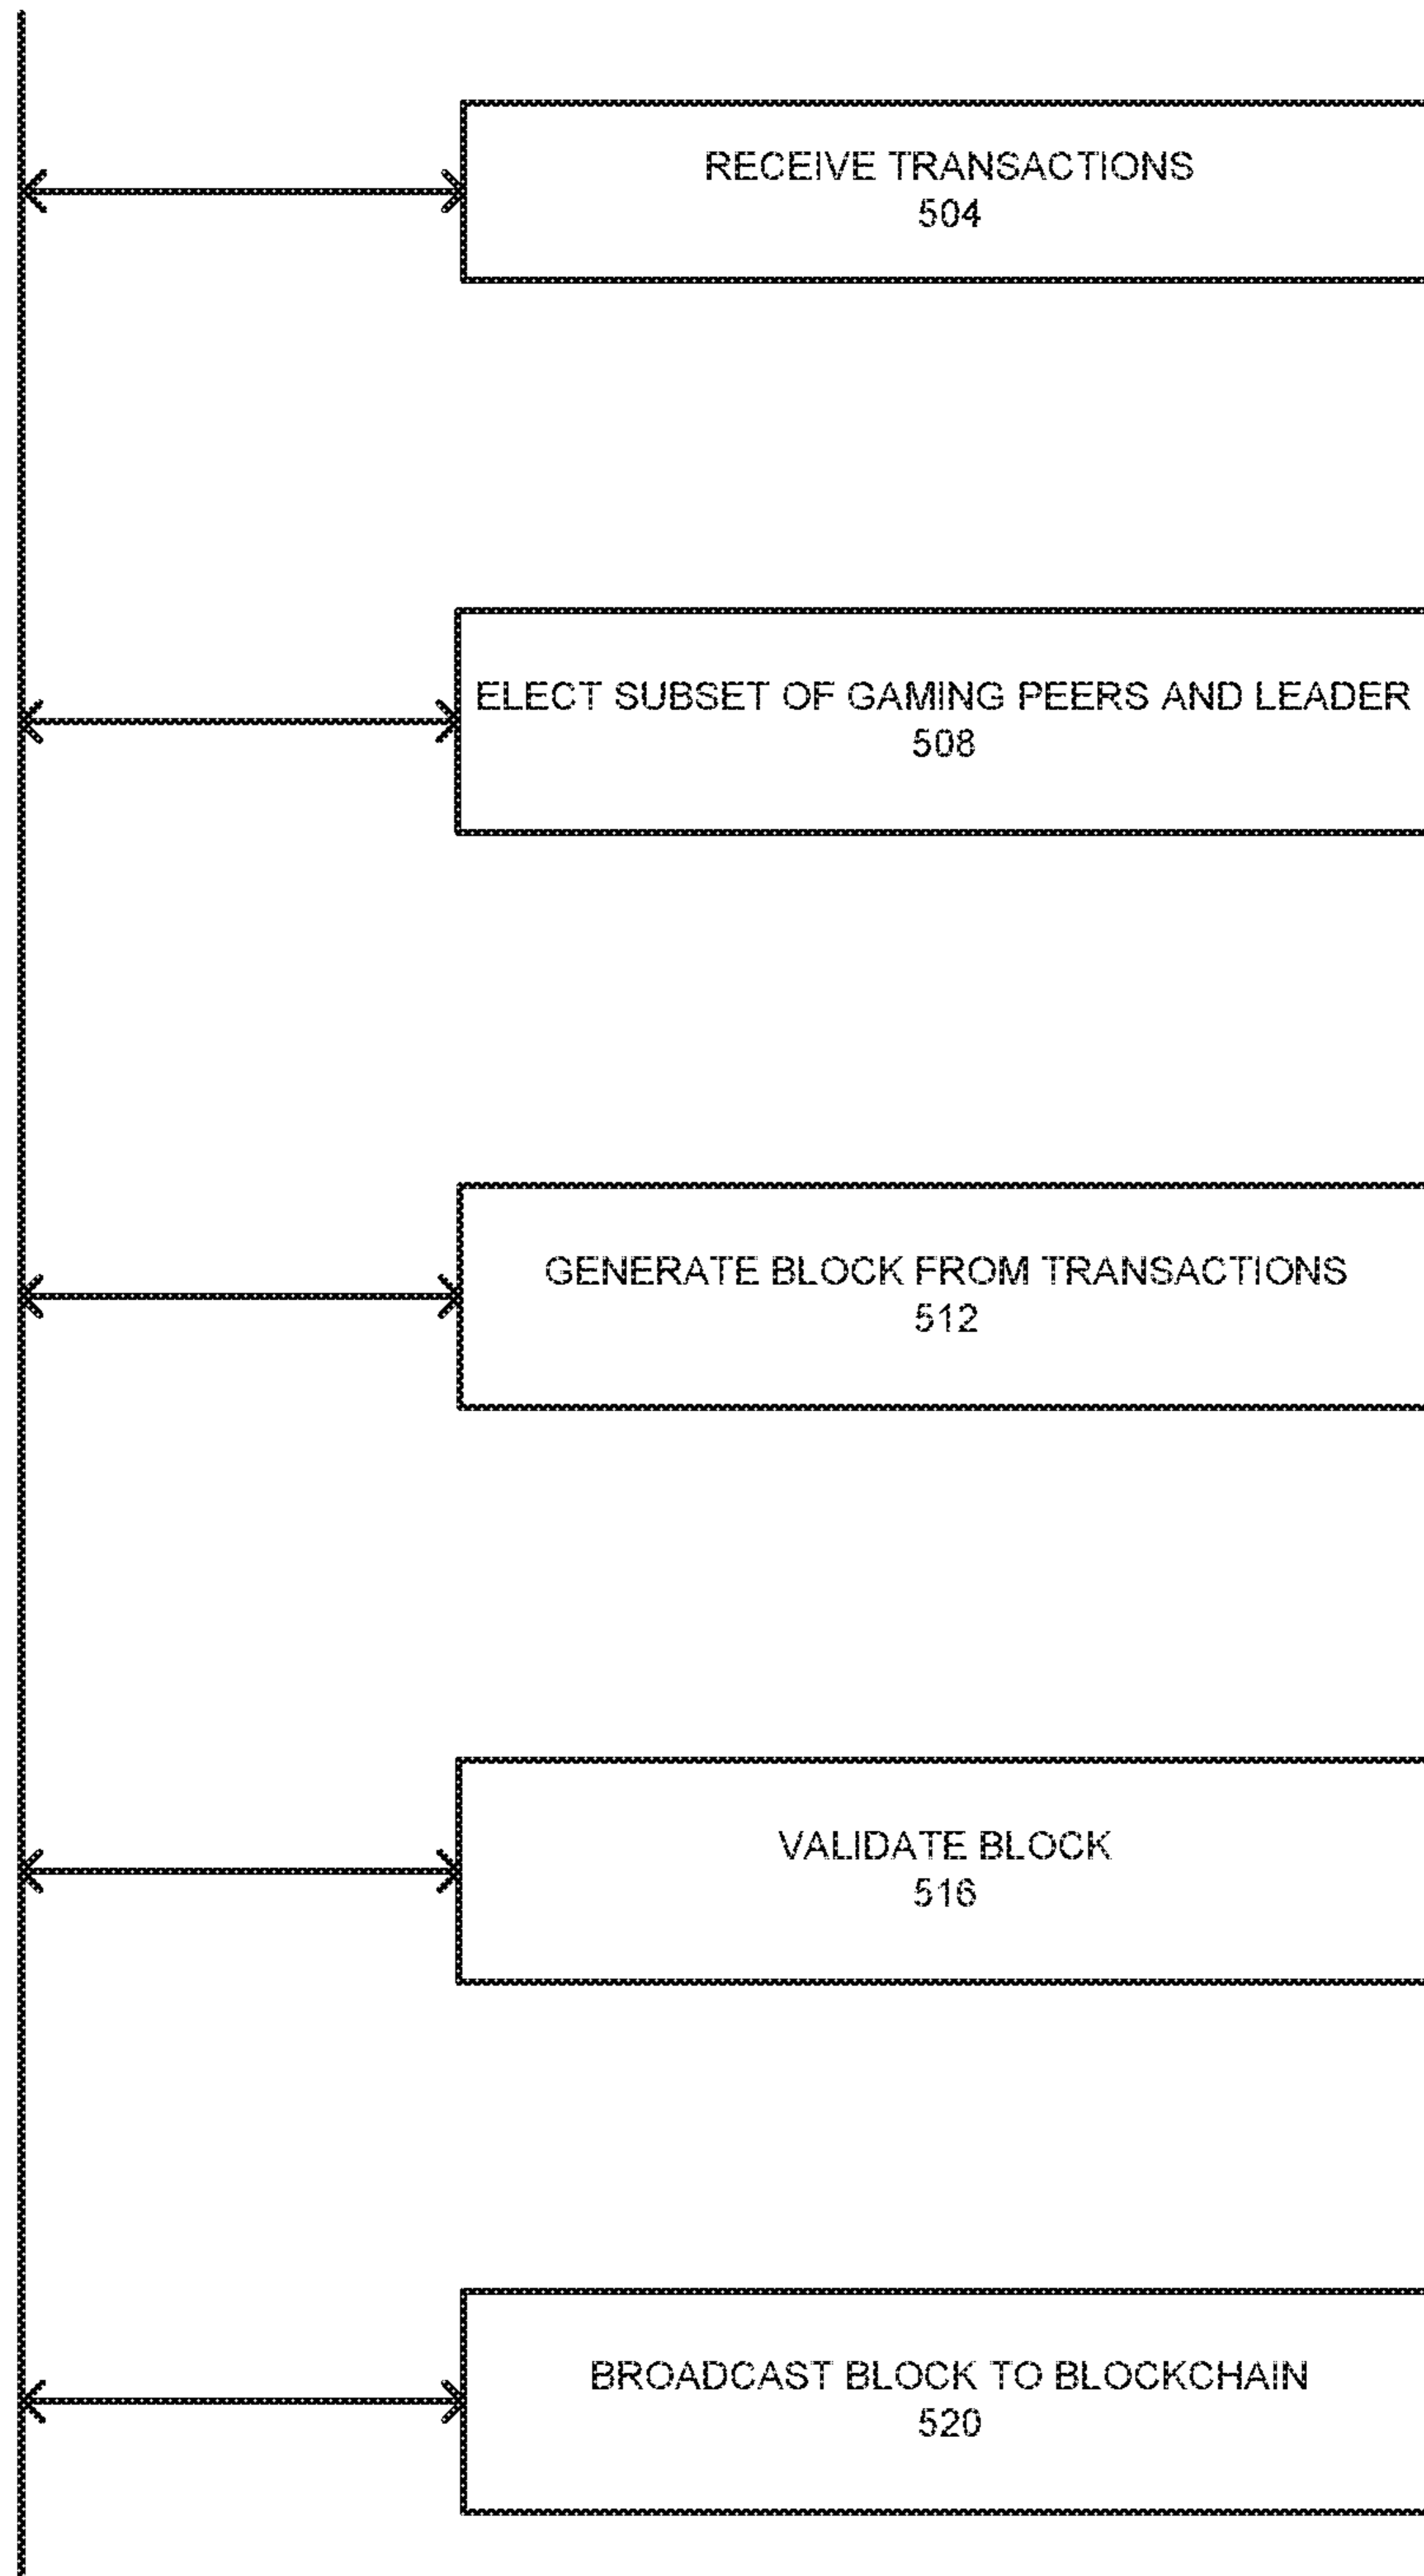 RECEIVE TRANSACTIONS
504
ELECT SUBSET OF GAMING PEERS AND LEADER
508
GENERATE BLOCK FROM TRANSACTIONS
512
VALIDATE BLOCK
516
BROADCAST BLOCK TO BLOCKCHAIN
520